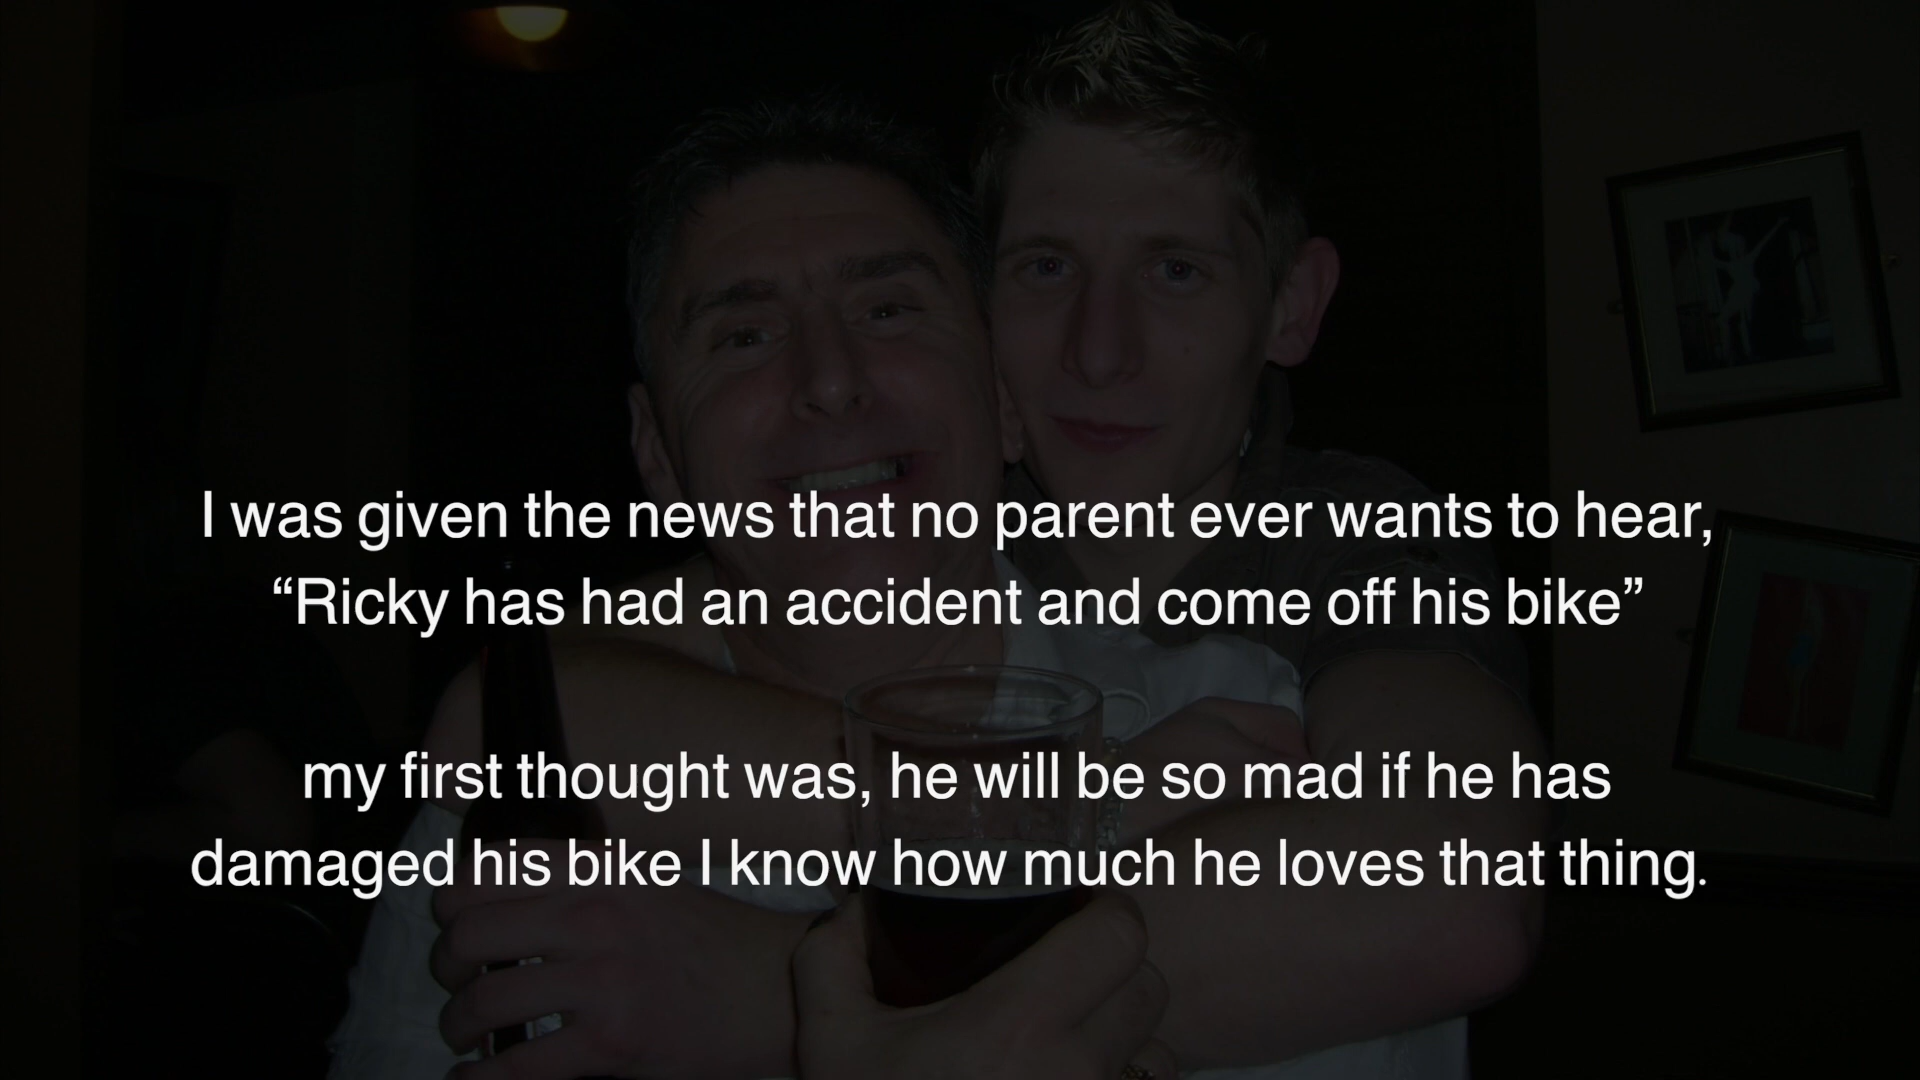 I was given the news that no parent ever wants to hear,
“Ricky has had an accident and come off his bike”
my first thought was, he will be so mad if he has
damaged his bike I know how much he loves that thing.